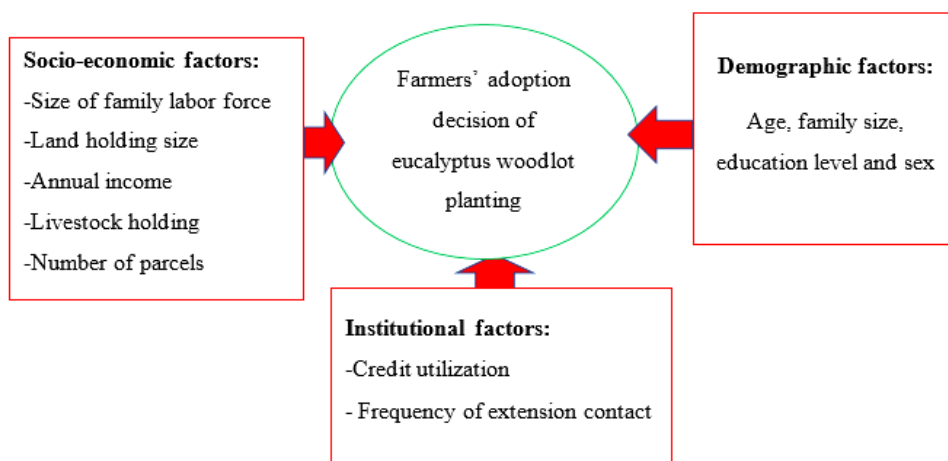 Socio-economic factors:
-Size of family labor force
-Land holding size
-Annual income
-Livestock holding
-Number of parcels
Farmers’ adoption
decision of
eucalyptus woodlot
planting
Demographic factors:
Age, family size,
education level and sex
Institutional factors:
-Credit utilization
- Frequency of extension contact